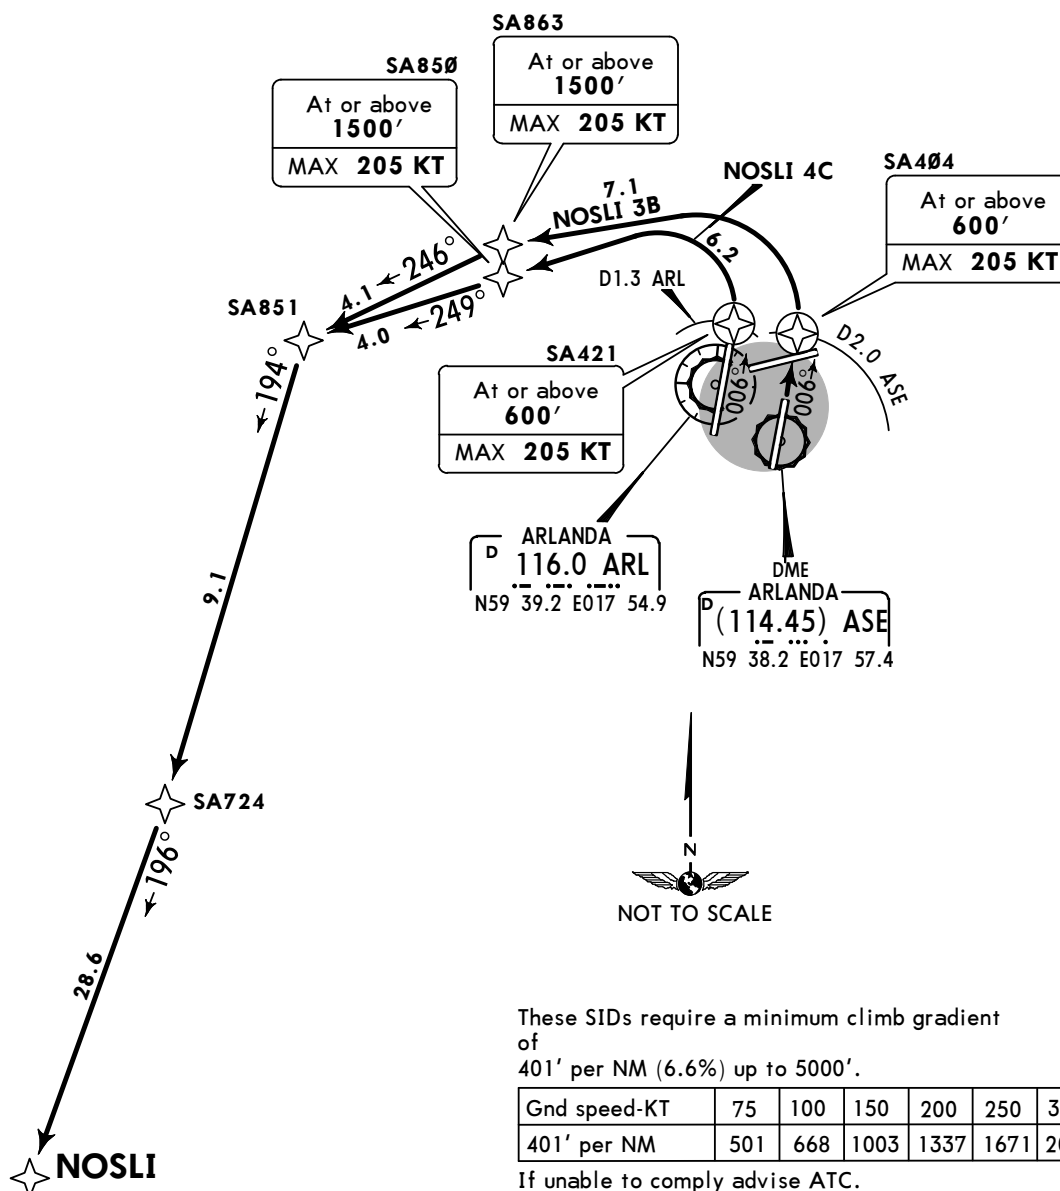 SA863
At or above
1500′
MAX 205 KT
SA85Ø
At or above
1500′
MAX 205 KT
NOSLI 4C
SA4Ø4
At or above
600′
MAX 205 KT
7.1
NOSLI 3B
6.2
246°
4.1
249°
4.0
D1.3 ARL
D2.0 ASE
SA851
SA421
At or above
600′
MAX 205 KT
006°
006°
194°
ARLANDA
D 116.0 ARL
N59 39.2 E017 54.9
DME
ARLANDA
D (114.45) ASE
N59 38.2 E017 57.4
9.1
SA724
196°
N
NOT TO SCALE
28.6
These SIDs require a minimum climb gradient
of
401′ per NM (6.6%) up to 5000′.
Gnd speed-KT 75 100 150 200 250
401′ per NM 501 668 1003 1337 1671
If unable to comply advise ATC.
NOSLI